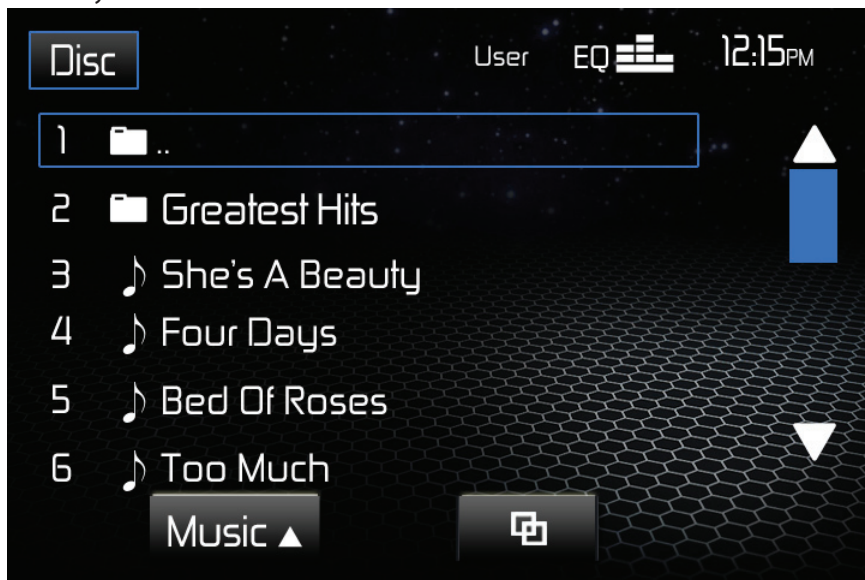 Disc User EQ 12:15PM
1 ..
2 Greatest Hits
3 She's A Beauty
4 Four Days
5 Bed Of Roses
6 Too Much
Music ▲